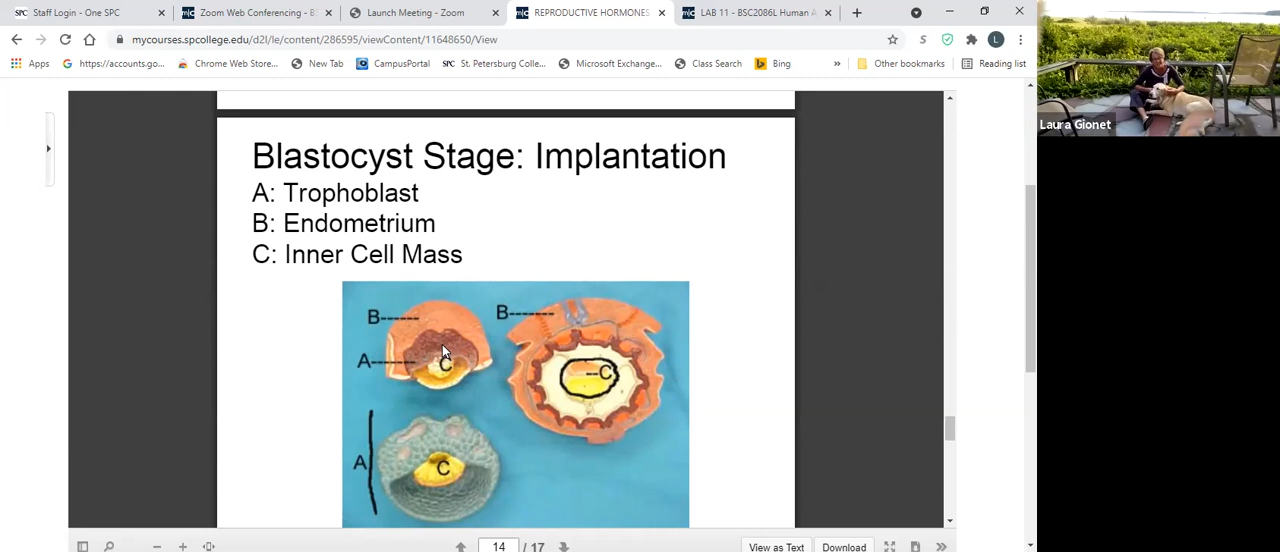 Staff Login - One SPC
Zoom Web Conferencing - B
Launch Meeting - Zoom
REPRODUCTIVE HORMONES
LAB 11 - BSC2086L Human A
mycourses.spcollege.edu/d2l/le/content/286595/viewContent/11648650/View
S
L
Apps
https://accounts.go...
Chrome Web Store...
New Tab
CampusPortal
SPC St. Petersburg Colle...
Microsoft Exchange...
Class Search
Bing
»
Other bookmarks
Reading list
Laura Gionet
Blastocyst Stage: Implantation
A: Trophoblast
B: Endometrium
C: Inner Cell Mass
B------
B-------
A------
C
--C
A
C
14 / 17
View as Text
Download